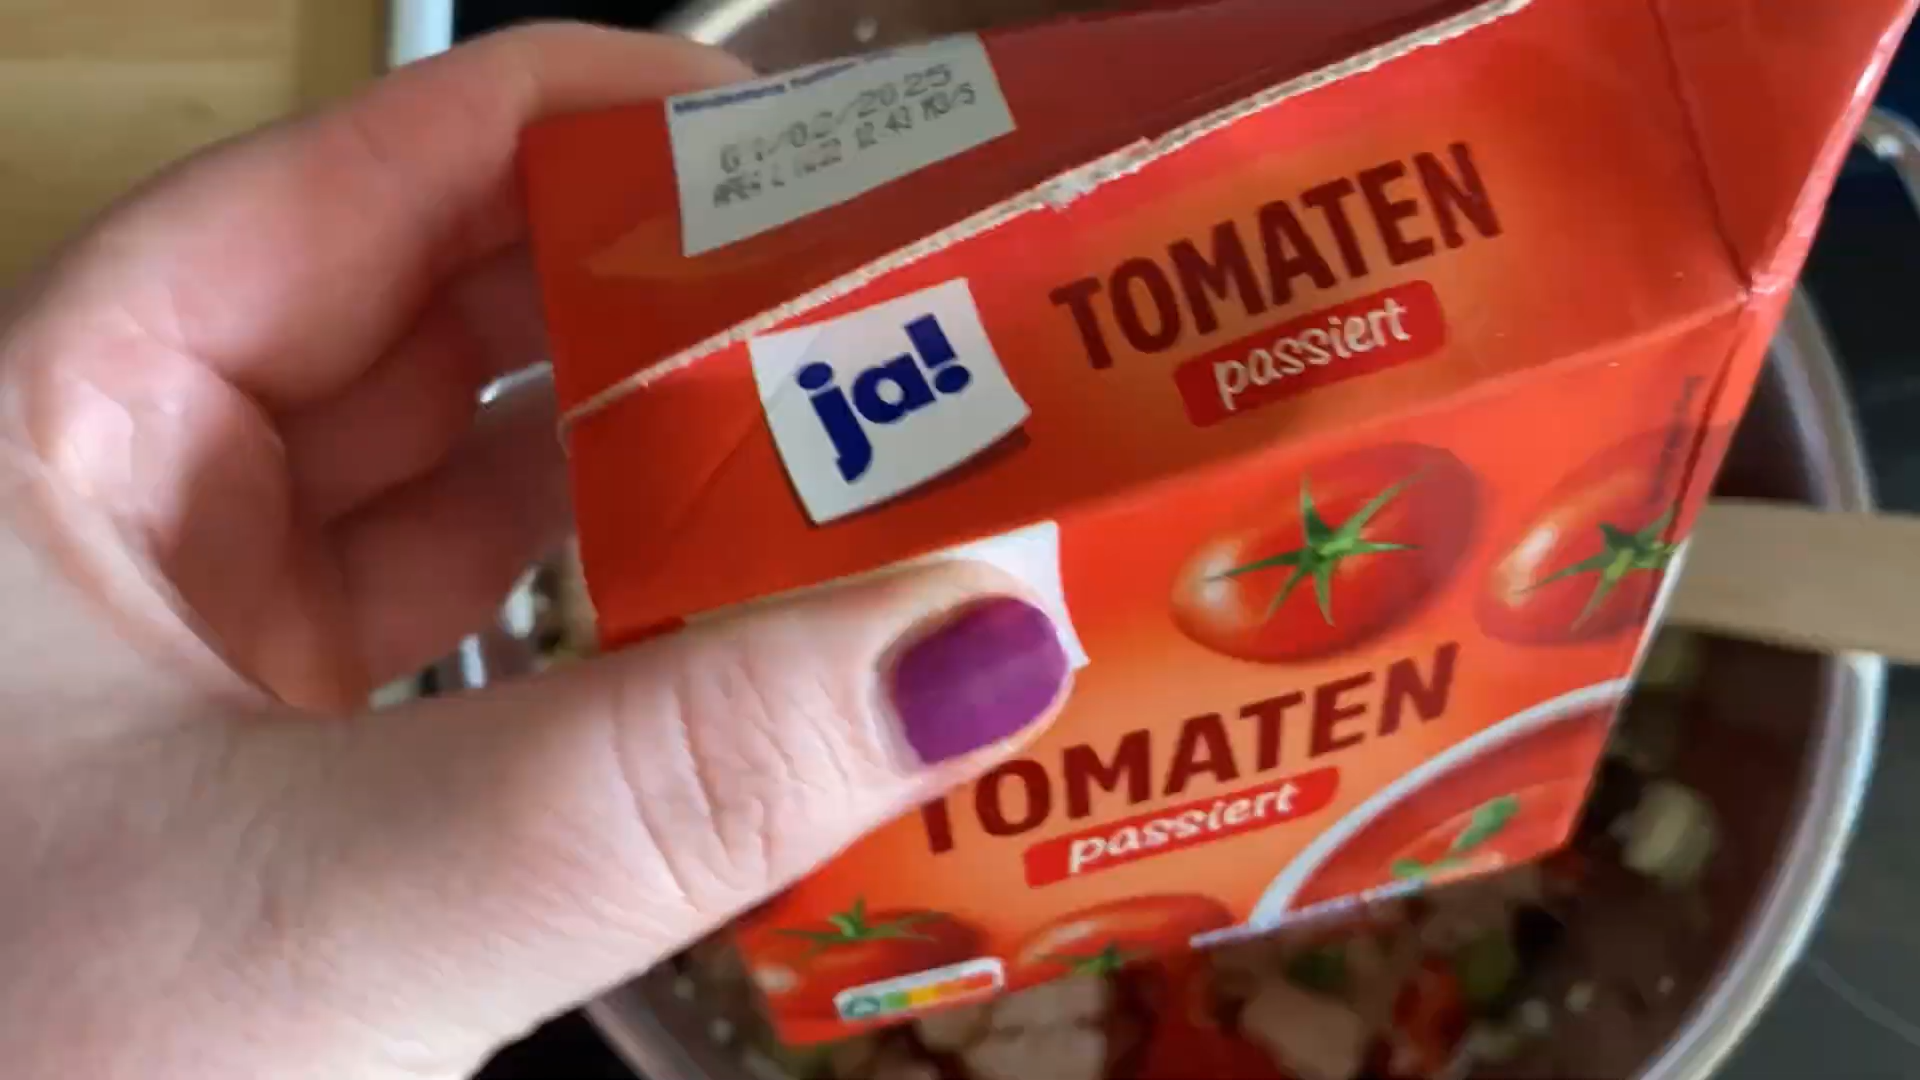 01/02/2025
ja!
TOMATEN
passiert
TOMATEN
passiert